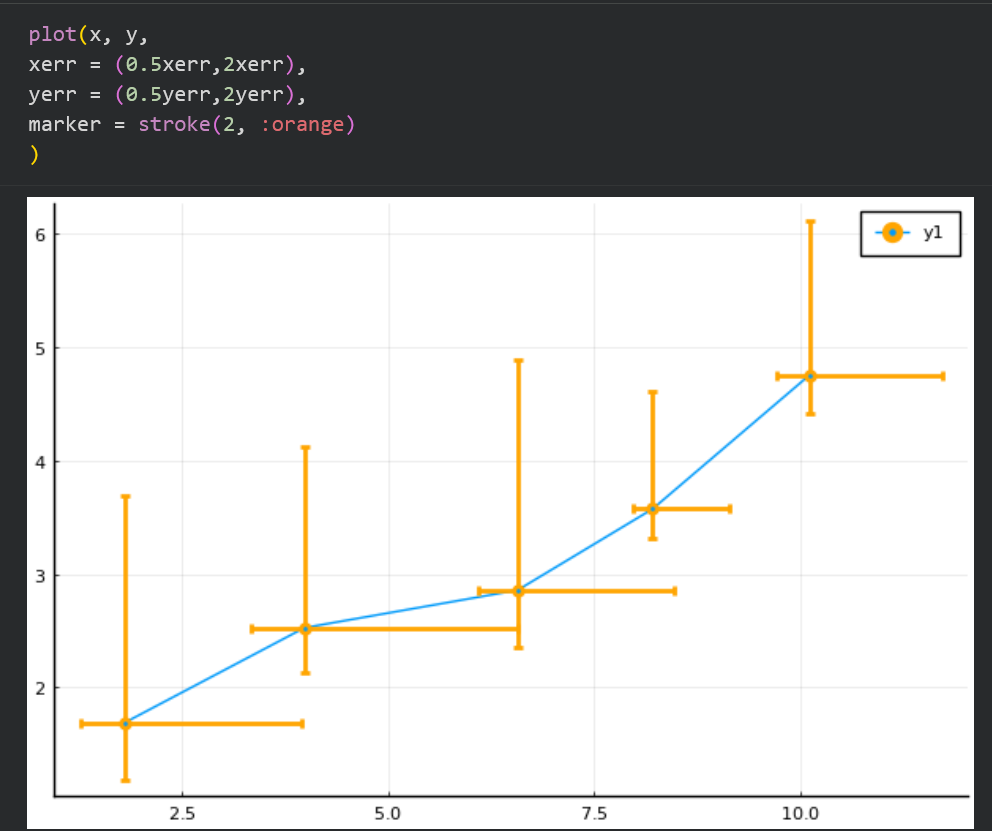 plot(x, y,
xerr = (0.5xerr,2xerr),
yerr = (0.5yerr,2yerr),
marker = stroke(2, :orange)
)
y1
6
5
4
3
2
2.5 5.0 7.5 10.0